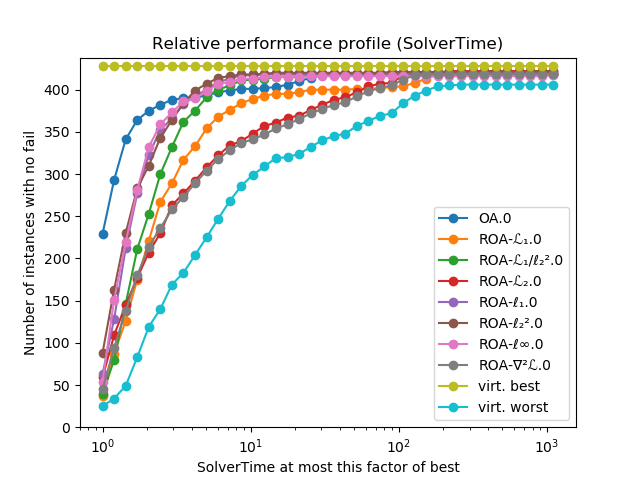 Relative performance profile (SolverTime)
Number of instances with no fail
400
350
300
250
200
150
100
50
0
10⁰
10¹
10²
10³
SolverTime at most this factor of best
OA.0
ROA-ℒ₁.0
ROA-ℒ₁/ℓ₂².0
ROA-ℒ₂.0
ROA-ℓ₁.0
ROA-ℓ₂².0
ROA-ℓ∞.0
ROA-∇²ℒ.0
virt. best
virt. worst